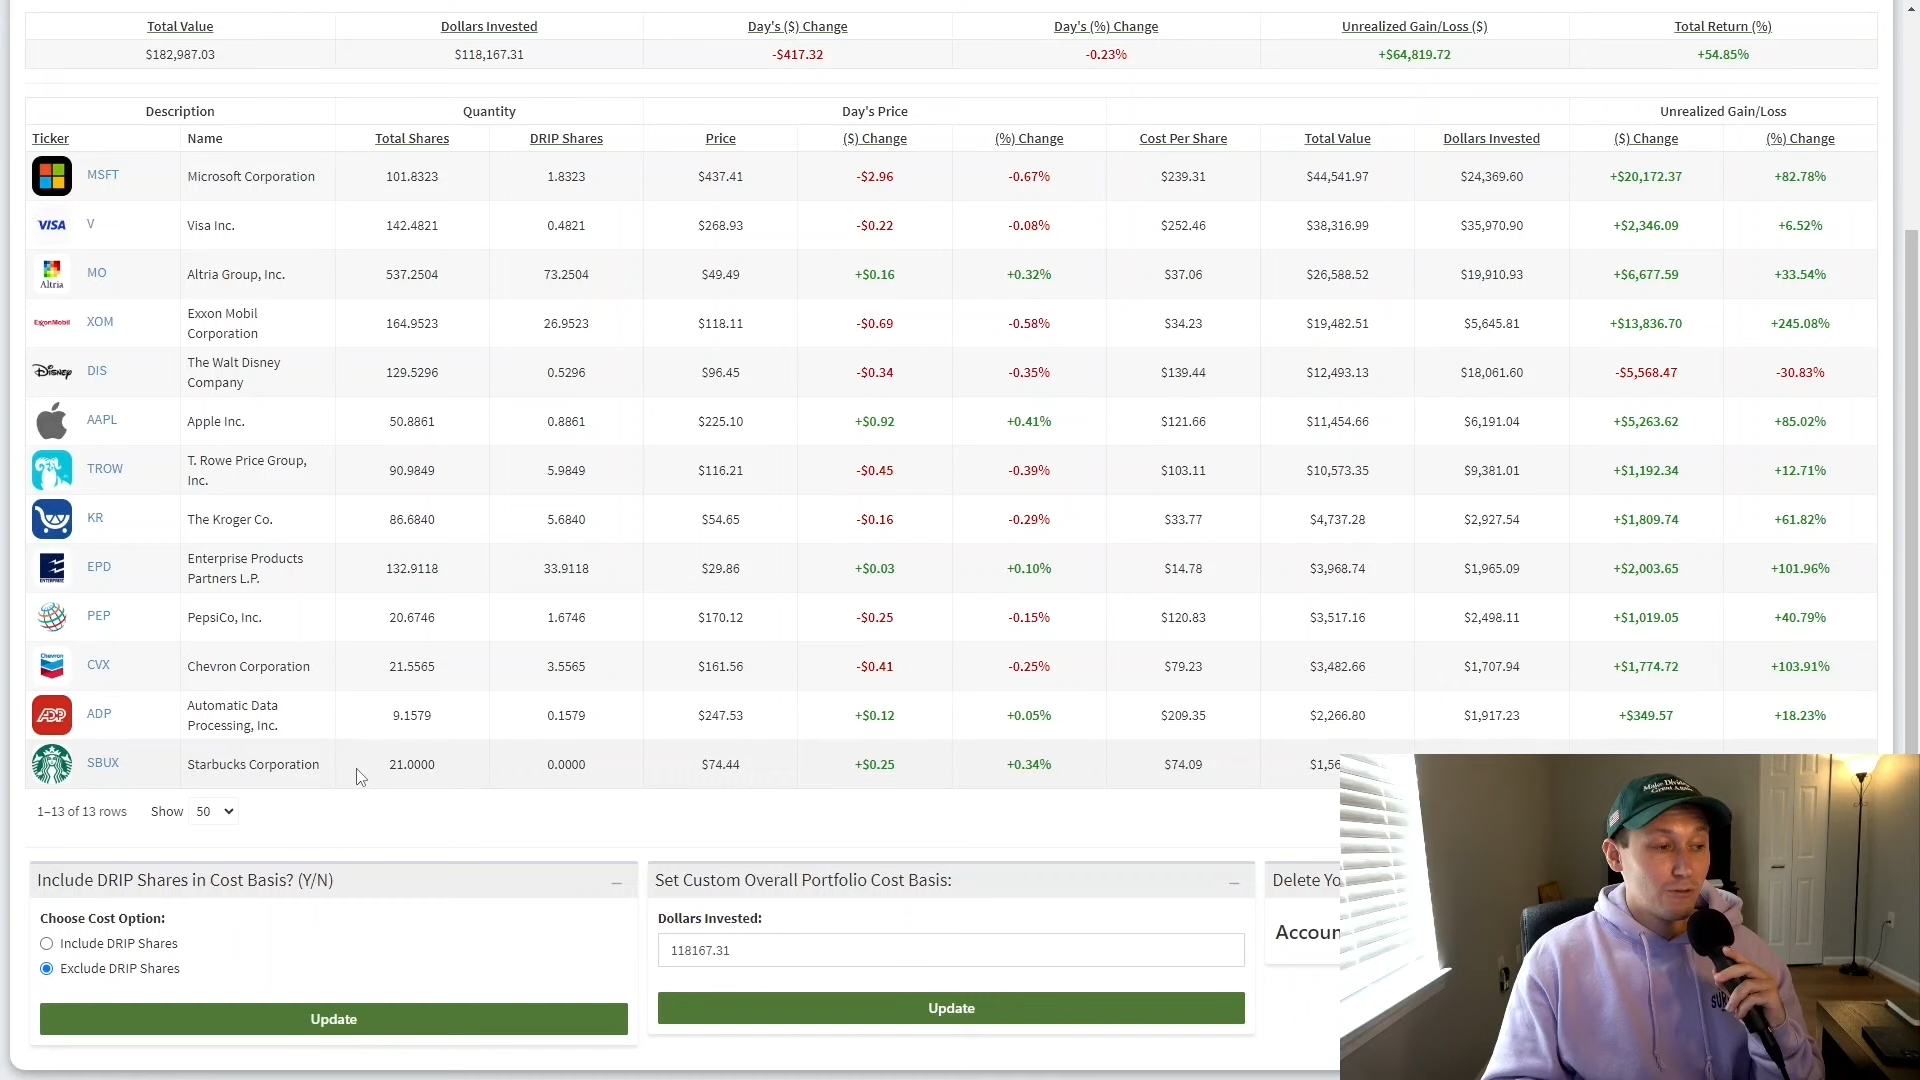 Total Value Dollars Invested Day's ($) Change Day's (%) Change Unrealized Gain/Loss ($) Total Return (%)
$182,987.03 $118,167.31 -$417.32 -0.23% +$64,819.72 +54.85%
Description Quantity Day's Price Unrealized Gain/Loss
Ticker Name Total Shares DRIP Shares Price ($) Change (%) Change Cost Per Share Total Value Dollars Invested ($) Change (%) Change
MSFT Microsoft Corporation 101.8323 1.8323 $437.41 -$2.96 -0.67% $239.31 $44,541.97 $24,369.60 +$20,172.37 +82.78%
VISA V Visa Inc. 142.4821 0.4821 $268.93 -$0.22 -0.08% $252.46 $38,316.99 $35,970.90 +$2,346.09 +6.52%
Altria MO Altria Group, Inc. 537.2504 73.2504 $49.49 +$0.16 +0.32% $37.06 $26,588.52 $19,910.93 +$6,677.59 +33.54%
ExxonMobil XOM Exxon Mobil Corporation 164.9523 26.9523 $118.11 -$0.69 -0.58% $34.23 $19,482.51 $5,645.81 +$13,836.70 +245.08%
Disney DIS The Walt Disney Company 129.5296 0.5296 $96.45 -$0.34 -0.35% $139.44 $12,493.13 $18,061.60 -$5,568.47 -30.83%
AAPL Apple Inc. 50.8861 0.8861 $225.10 +$0.92 +0.41% $121.66 $11,454.66 $6,191.04 +$5,263.62 +85.02%
TROW T. Rowe Price Group, Inc. 90.9849 5.9849 $116.21 -$0.45 -0.39% $103.11 $10,573.35 $9,381.01 +$1,192.34 +12.71%
KR The Kroger Co. 86.6840 5.6840 $54.65 -$0.16 -0.29% $33.77 $4,737.28 $2,927.54 +$1,809.74 +61.82%
EPD Enterprise Products Partners L.P. 132.9118 33.9118 $29.86 +$0.03 +0.10% $14.78 $3,968.74 $1,965.09 +$2,003.65 +101.96%
PEP PepsiCo, Inc. 20.6746 1.6746 $170.12 -$0.25 -0.15% $120.83 $3,517.16 $2,498.11 +$1,019.05 +40.79%
Chevron CVX Chevron Corporation 21.5565 3.5565 $161.56 -$0.41 -0.25% $79.23 $3,482.66 $1,707.94 +$1,774.72 +103.91%
ADP ADP Automatic Data Processing, Inc. 9.1579 0.1579 $247.53 +$0.12 +0.05% $209.35 $2,266.80 $1,917.23 +$349.57 +18.23%
SBUX Starbucks Corporation 21.0000 0.0000 $74.44 +$0.25 +0.34% $74.09 $1,56
1–13 of 13 rows Show 50
Include DRIP Shares in Cost Basis? (Y/N) Set Custom Overall Portfolio Cost Basis: Delete Yo
Choose Cost Option: Dollars Invested:
Include DRIP Shares 118167.31 Accoun
Exclude DRIP Shares
Update Update